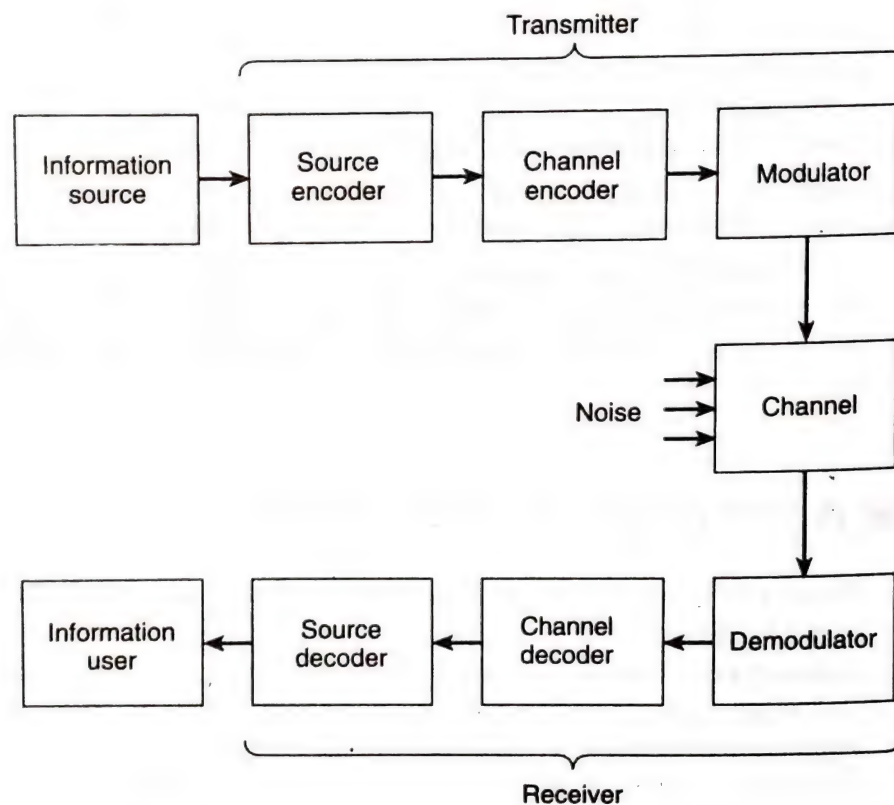 Transmitter
Information
source
Source
encoder
Channel
encoder
Modulator
Noise
Channel
Information
user
Source
decoder
Channel
decoder
Demodulator
Receiver